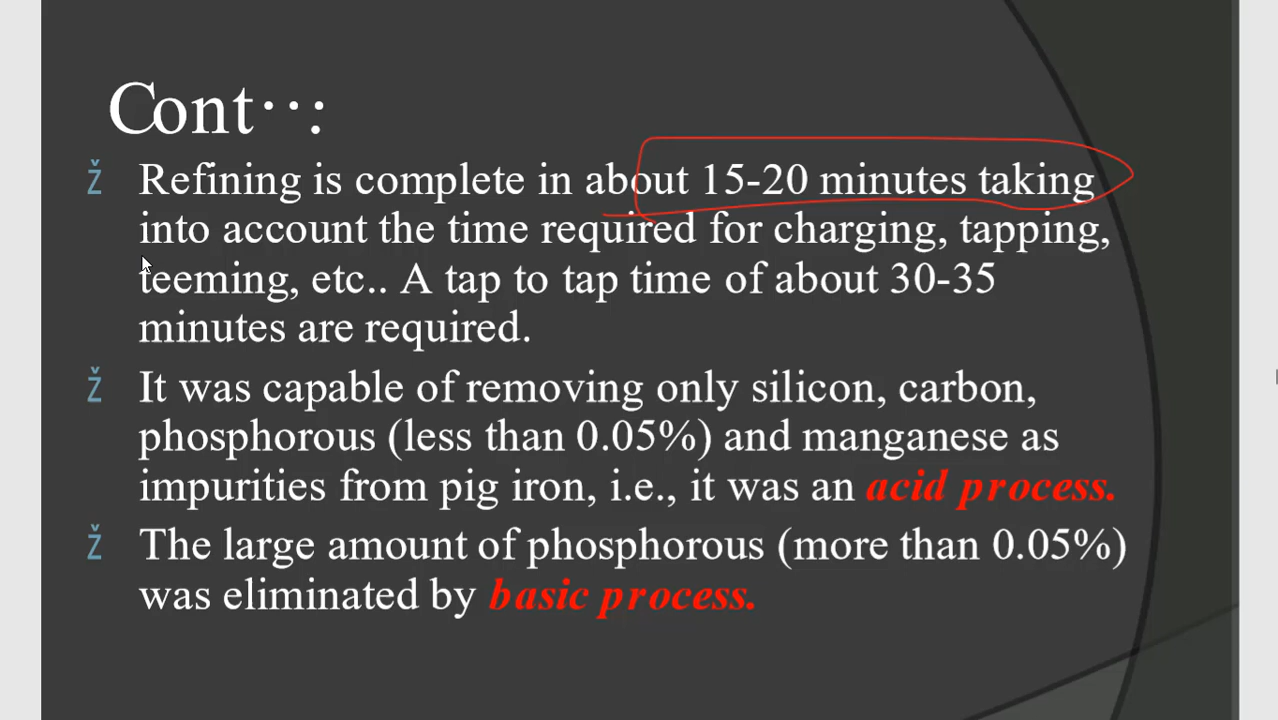 Cont…:
ž Refining is complete in about 15-20 minutes taking
into account the time required for charging, tapping,
teeming, etc.. A tap to tap time of about 30-35
minutes are required.
ž It was capable of removing only silicon, carbon,
phosphorous (less than 0.05%) and manganese as
impurities from pig iron, i.e., it was an acid process.
ž The large amount of phosphorous (more than 0.05%)
was eliminated by basic process.